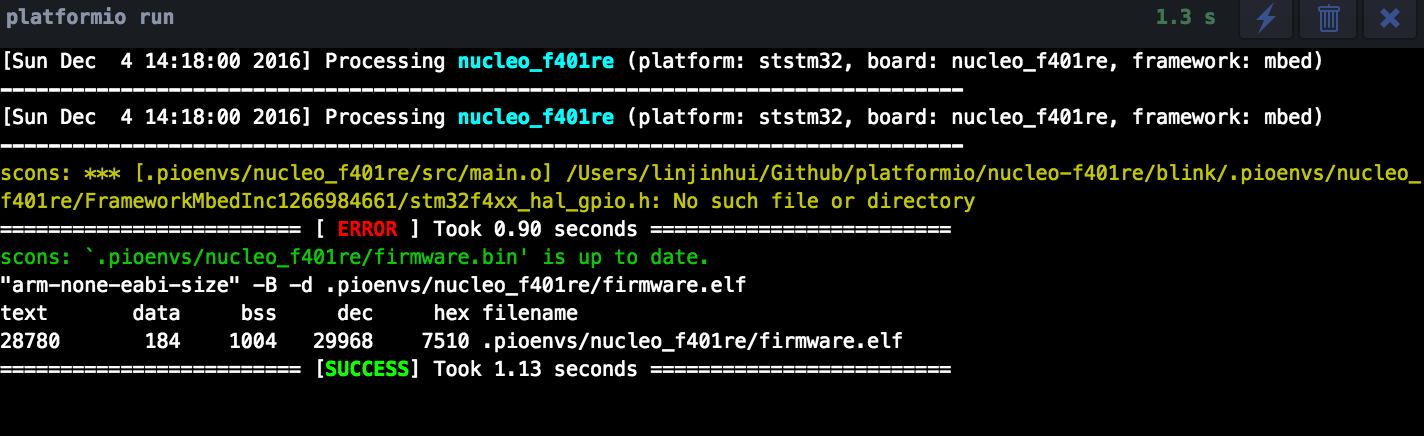 platformio run 1.3 s
[Sun Dec  4 14:18:00 2016] Processing nucleo_f401re (platform: ststm32, board: nucleo_f401re, framework: mbed)
--------------------------------------------------------------------------------
[Sun Dec  4 14:18:00 2016] Processing nucleo_f401re (platform: ststm32, board: nucleo_f401re, framework: mbed)
--------------------------------------------------------------------------------
scons: *** [.pioenvs/nucleo_f401re/src/main.o] /Users/linjinhui/Github/platformio/nucleo-f401re/blink/.pioenvs/nucleo_
f401re/FrameworkMbedInc1266984661/stm32f4xx_hal_gpio.h: No such file or directory
========================= [ ERROR ] Took 0.90 seconds =========================
scons: `.pioenvs/nucleo_f401re/firmware.bin' is up to date.
"arm-none-eabi-size" -B -d .pioenvs/nucleo_f401re/firmware.elf
text       data     bss     dec     hex filename
28780       184    1004   29968    7510 .pioenvs/nucleo_f401re/firmware.elf
========================= [SUCCESS] Took 1.13 seconds =========================